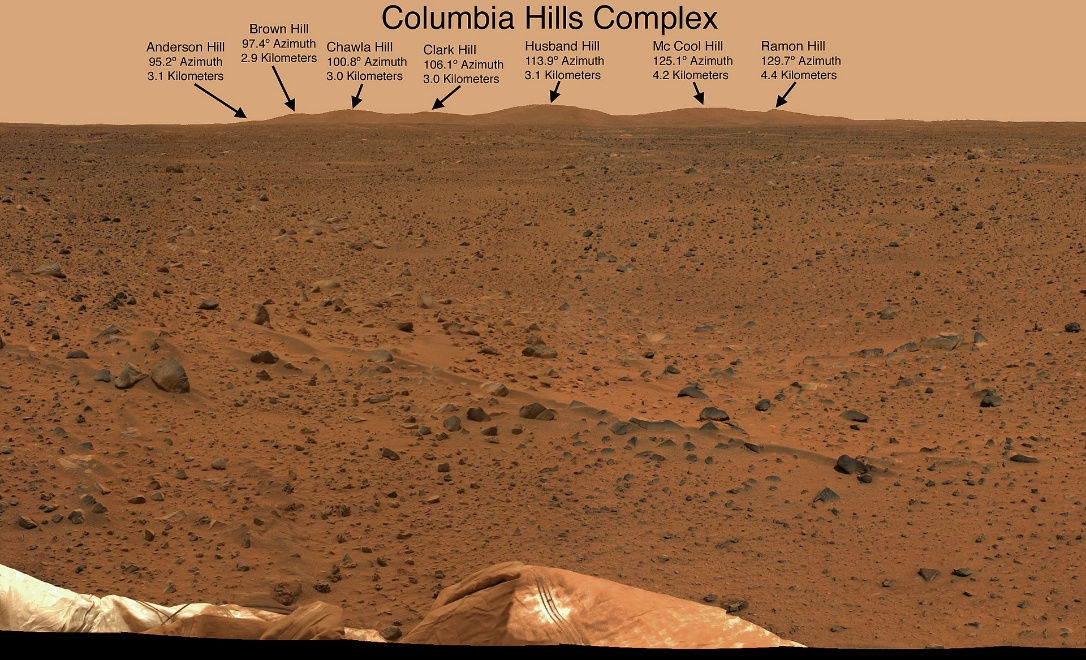 Columbia Hills Complex
Anderson Hill
95.2° Azimuth
3.1 Kilometers
Brown Hill
97.4° Azimuth
2.9 Kilometers
Chawla Hill
100.8° Azimuth
3.0 Kilometers
Clark Hill
106.1° Azimuth
3.0 Kilometers
Husband Hill
113.9° Azimuth
3.1 Kilometers
Mc Cool Hill
125.1° Azimuth
4.2 Kilometers
Ramon Hill
129.7° Azimuth
4.4 Kilometers